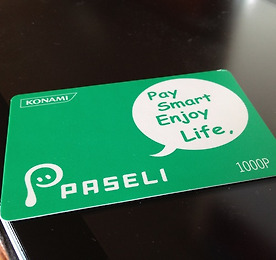 KONAMI
Pay
Smart
Enjoy
Life.
PASELI
1000P